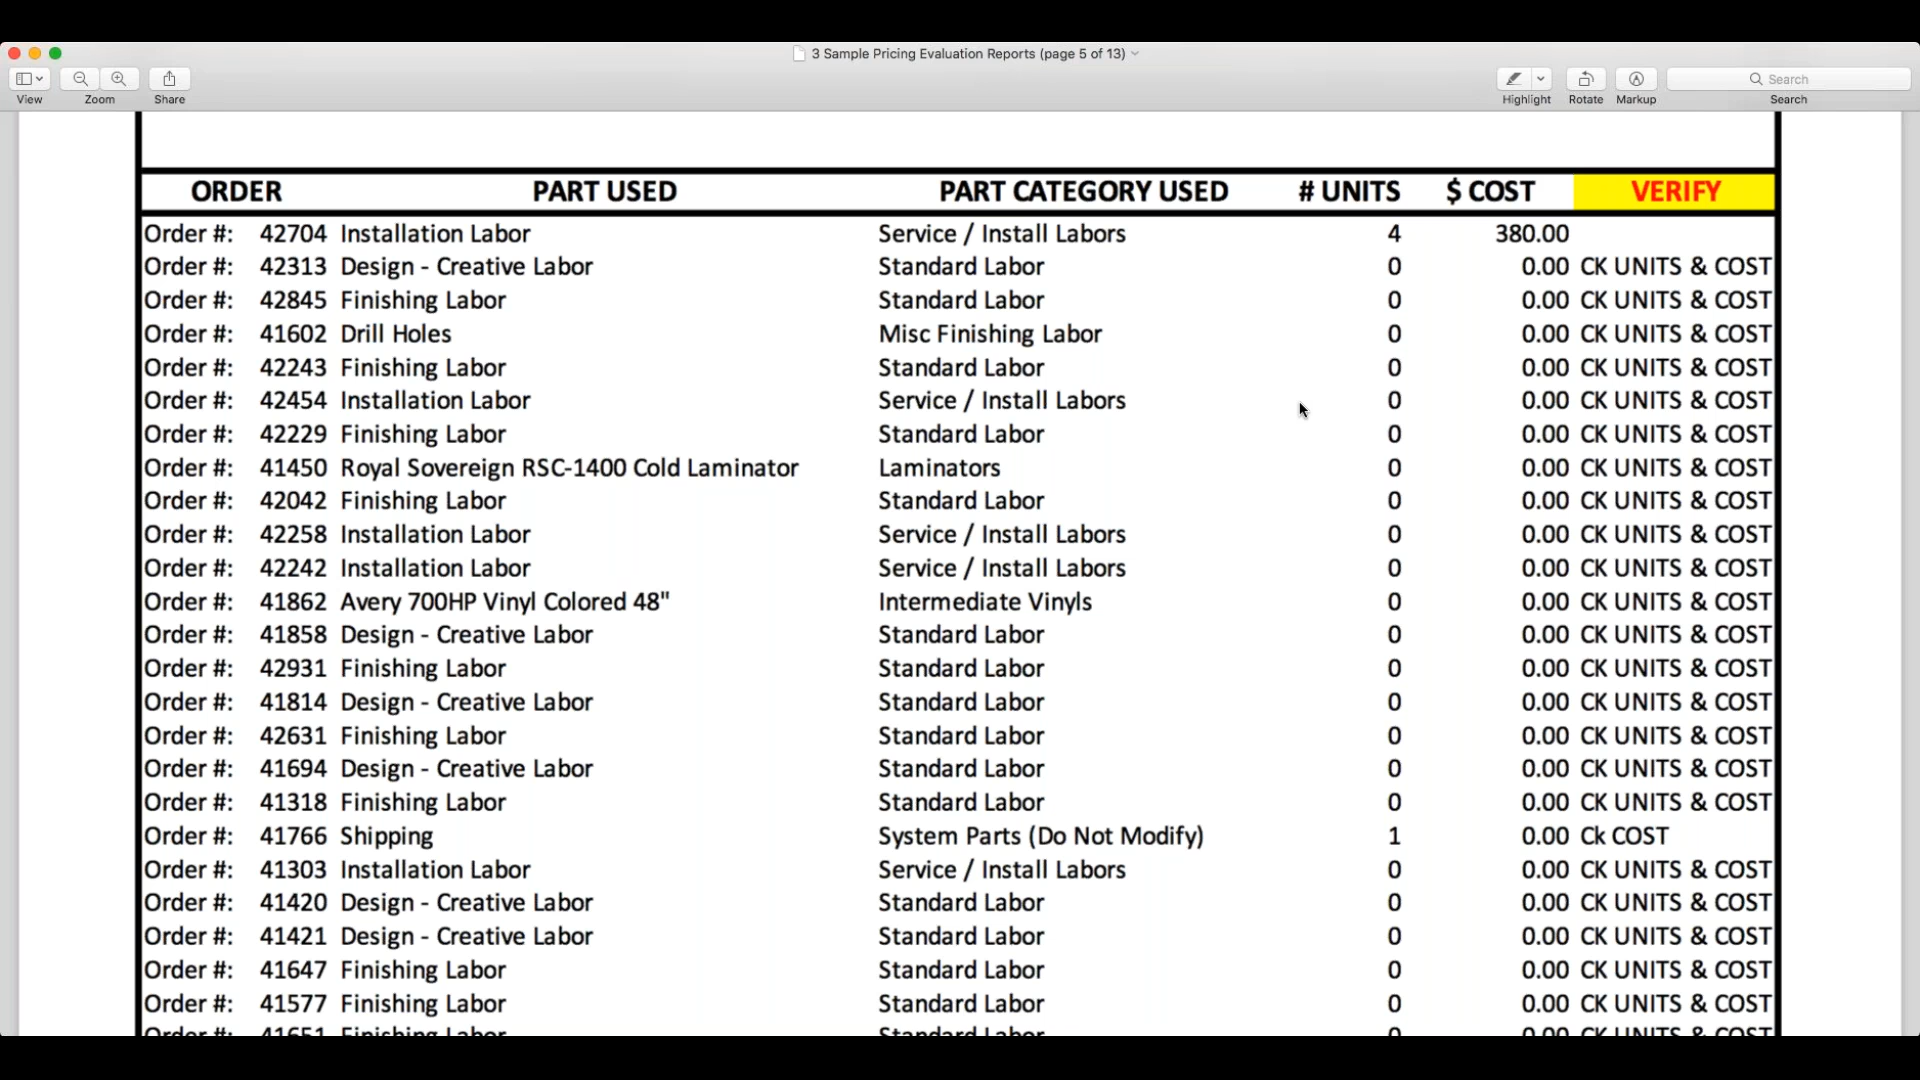 3 Sample Pricing Evaluation Reports (page 5 of 13)
View Zoom Share Highlight Rotate Markup Search
Search
ORDER PART USED PART CATEGORY USED # UNITS $ COST VERIFY
Order #: 42704 Installation Labor Service / Install Labors 4 380.00
Order #: 42313 Design - Creative Labor Standard Labor 0 0.00 CK UNITS & COST
Order #: 42845 Finishing Labor Standard Labor 0 0.00 CK UNITS & COST
Order #: 41602 Drill Holes Misc Finishing Labor 0 0.00 CK UNITS & COST
Order #: 42243 Finishing Labor Standard Labor 0 0.00 CK UNITS & COST
Order #: 42454 Installation Labor Service / Install Labors 0 0.00 CK UNITS & COST
Order #: 42229 Finishing Labor Standard Labor 0 0.00 CK UNITS & COST
Order #: 41450 Royal Sovereign RSC-1400 Cold Laminator Laminators 0 0.00 CK UNITS & COST
Order #: 42042 Finishing Labor Standard Labor 0 0.00 CK UNITS & COST
Order #: 42258 Installation Labor Service / Install Labors 0 0.00 CK UNITS & COST
Order #: 42242 Installation Labor Service / Install Labors 0 0.00 CK UNITS & COST
Order #: 41862 Avery 700HP Vinyl Colored 48" Intermediate Vinyls 0 0.00 CK UNITS & COST
Order #: 41858 Design - Creative Labor Standard Labor 0 0.00 CK UNITS & COST
Order #: 42931 Finishing Labor Standard Labor 0 0.00 CK UNITS & COST
Order #: 41814 Design - Creative Labor Standard Labor 0 0.00 CK UNITS & COST
Order #: 42631 Finishing Labor Standard Labor 0 0.00 CK UNITS & COST
Order #: 41694 Design - Creative Labor Standard Labor 0 0.00 CK UNITS & COST
Order #: 41318 Finishing Labor Standard Labor 0 0.00 CK UNITS & COST
Order #: 41766 Shipping System Parts (Do Not Modify) 1 0.00 Ck COST
Order #: 41303 Installation Labor Service / Install Labors 0 0.00 CK UNITS & COST
Order #: 41420 Design - Creative Labor Standard Labor 0 0.00 CK UNITS & COST
Order #: 41421 Design - Creative Labor Standard Labor 0 0.00 CK UNITS & COST
Order #: 41647 Finishing Labor Standard Labor 0 0.00 CK UNITS & COST
Order #: 41577 Finishing Labor Standard Labor 0 0.00 CK UNITS & COST
Order #: 41651 Finishing Labor Standard Labor 0 0.00 CK UNITS & COST